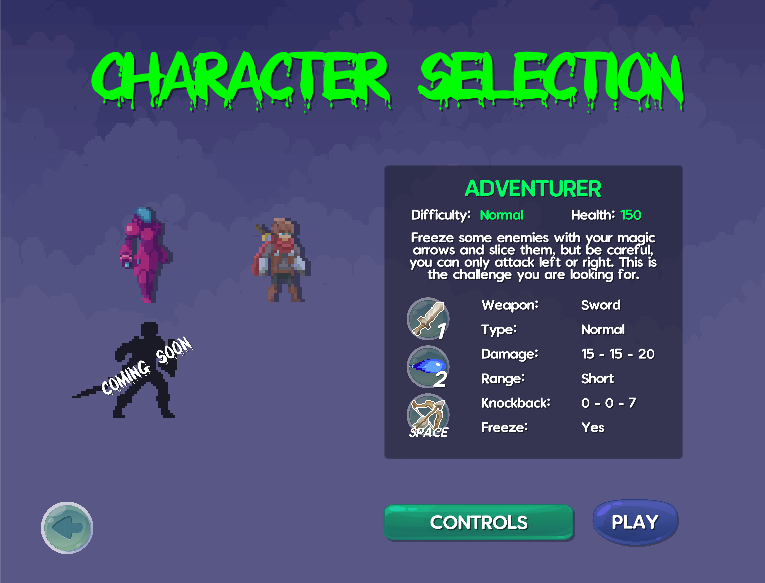 CHARACTER SELECTION
ADVENTURER
Difficulty: Normal Health: 150
Freeze some enemies with your magic
arrows and slice them, but be careful,
you can only attack left or right. This is
the challenge you are looking for.
1
2
SPACE
Weapon: Sword
Type: Normal
Damage: 15 - 15 - 20
Range: Short
Knockback: 0 - 0 - 7
Freeze: Yes
COMING SOON
CONTROLS
PLAY